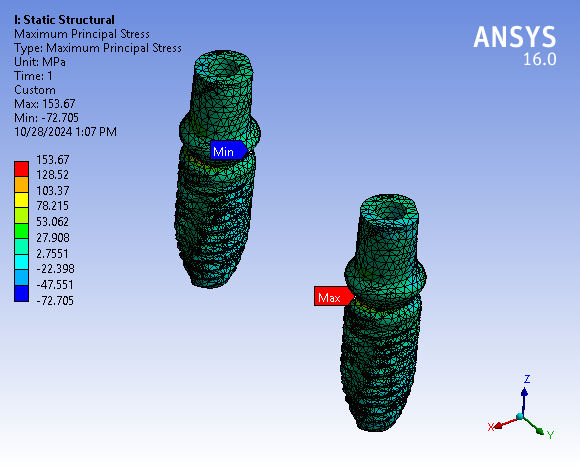 I: Static Structural
Maximum Principal Stress
Type: Maximum Principal Stress
Unit: MPa
Time: 1
Custom
Max: 153.67
Min: -72.705
10/28/2024 1:07 PM
ANSYS
16.0
153.67
128.52
103.37
78.215
53.062
27.908
2.7551
-22.398
-47.551
-72.705
Min
Max
Z
X
Y